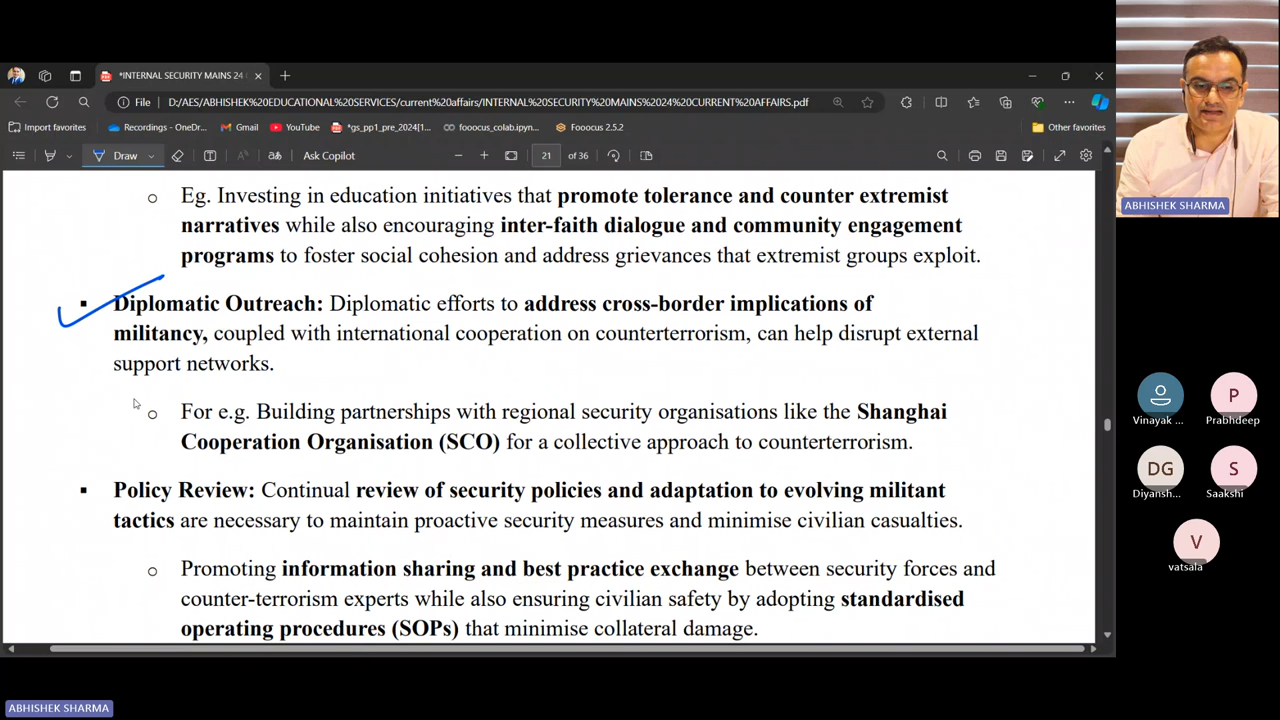 *INTERNAL SECURITY MAINS 24
File D:/AES/ABHISHEK%20EDUCATIONAL%20SERVICES/current%20affairs/INTERNAL%20SECURITY%20MAINS%202024%20CURRENT%20AFFAIRS.pdf
Import favorites Recordings - OneDr... Gmail YouTube *gs_pp1_pre_2024[1... fooocus_colab.ipyn... Fooocus 2.5.2 Other favorites
Draw Ask Copilot 21 of 36
o Eg. Investing in education initiatives that promote tolerance and counter extremist
narratives while also encouraging inter-faith dialogue and community engagement
programs to foster social cohesion and address grievances that extremist groups exploit.
▪ Diplomatic Outreach: Diplomatic efforts to address cross-border implications of
militancy, coupled with international cooperation on counterterrorism, can help disrupt external
support networks.
o For e.g. Building partnerships with regional security organisations like the Shanghai
Cooperation Organisation (SCO) for a collective approach to counterterrorism.
▪ Policy Review: Continual review of security policies and adaptation to evolving militant
tactics are necessary to maintain proactive security measures and minimise civilian casualties.
o Promoting information sharing and best practice exchange between security forces and
counter-terrorism experts while also ensuring civilian safety by adopting standardised
operating procedures (SOPs) that minimise collateral damage.
ABHISHEK SHARMA
P
Vinayak ... Prabhdeep
DG S
Diyansh... Saakshi
V
vatsala
ABHISHEK SHARMA